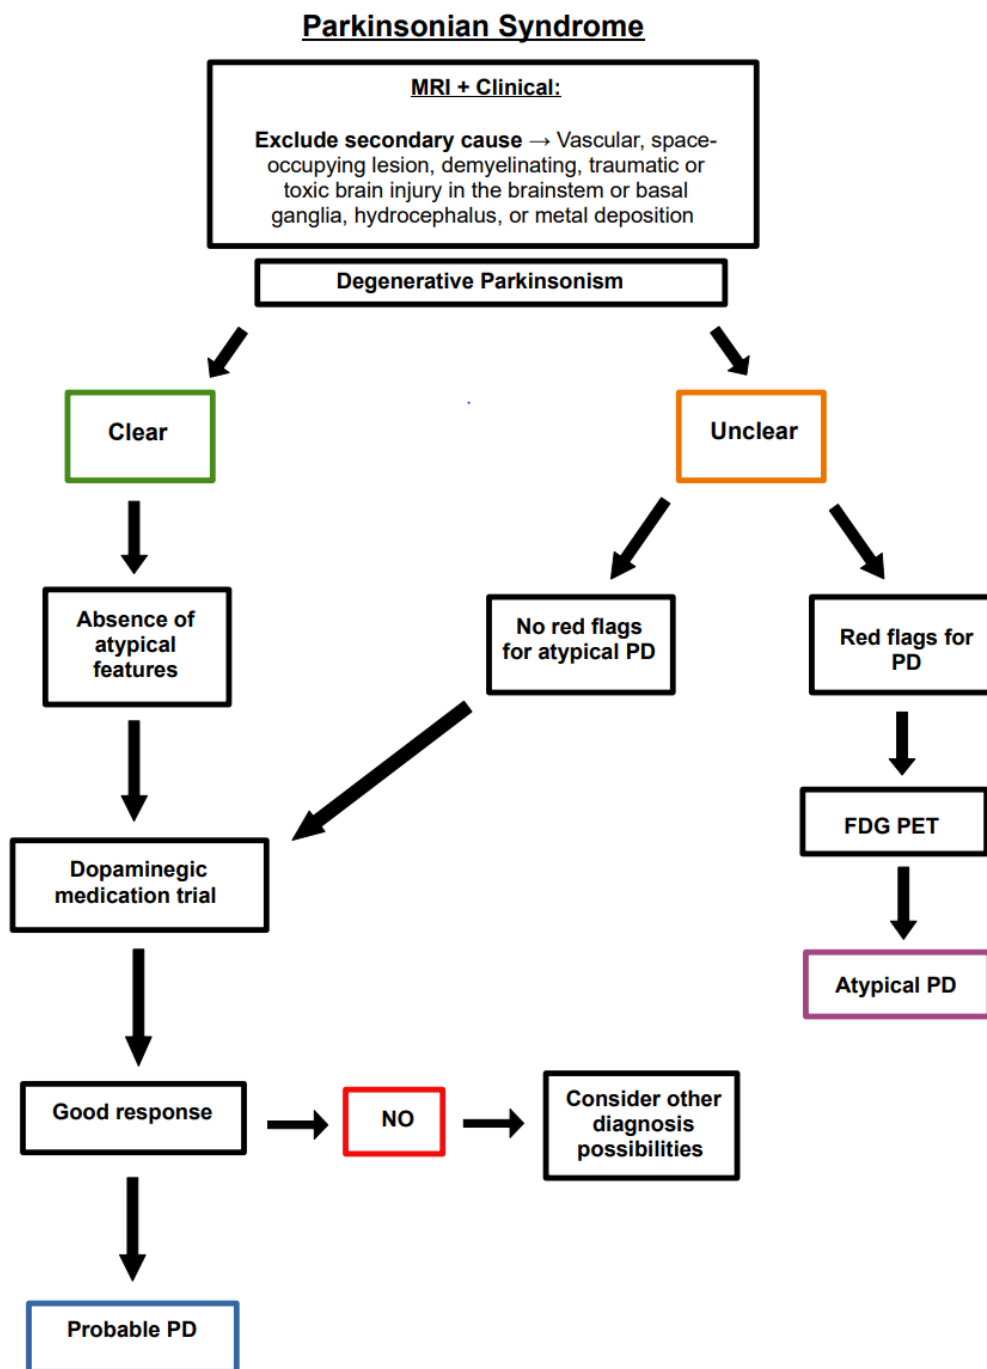 Parkinsonian Syndrome
MRI + Clinical:
Exclude secondary cause → Vascular, space-
occupying lesion, demyelinating, traumatic or
toxic brain injury in the brainstem or basal
ganglia, hydrocephalus, or metal deposition
Degenerative Parkinsonism
Clear
Unclear
Absence of
atypical
features
No red flags
for atypical PD
Red flags for
PD
FDG PET
Dopaminegic
medication trial
Atypical PD
Good response
NO
Consider other
diagnosis
possibilities
Probable PD